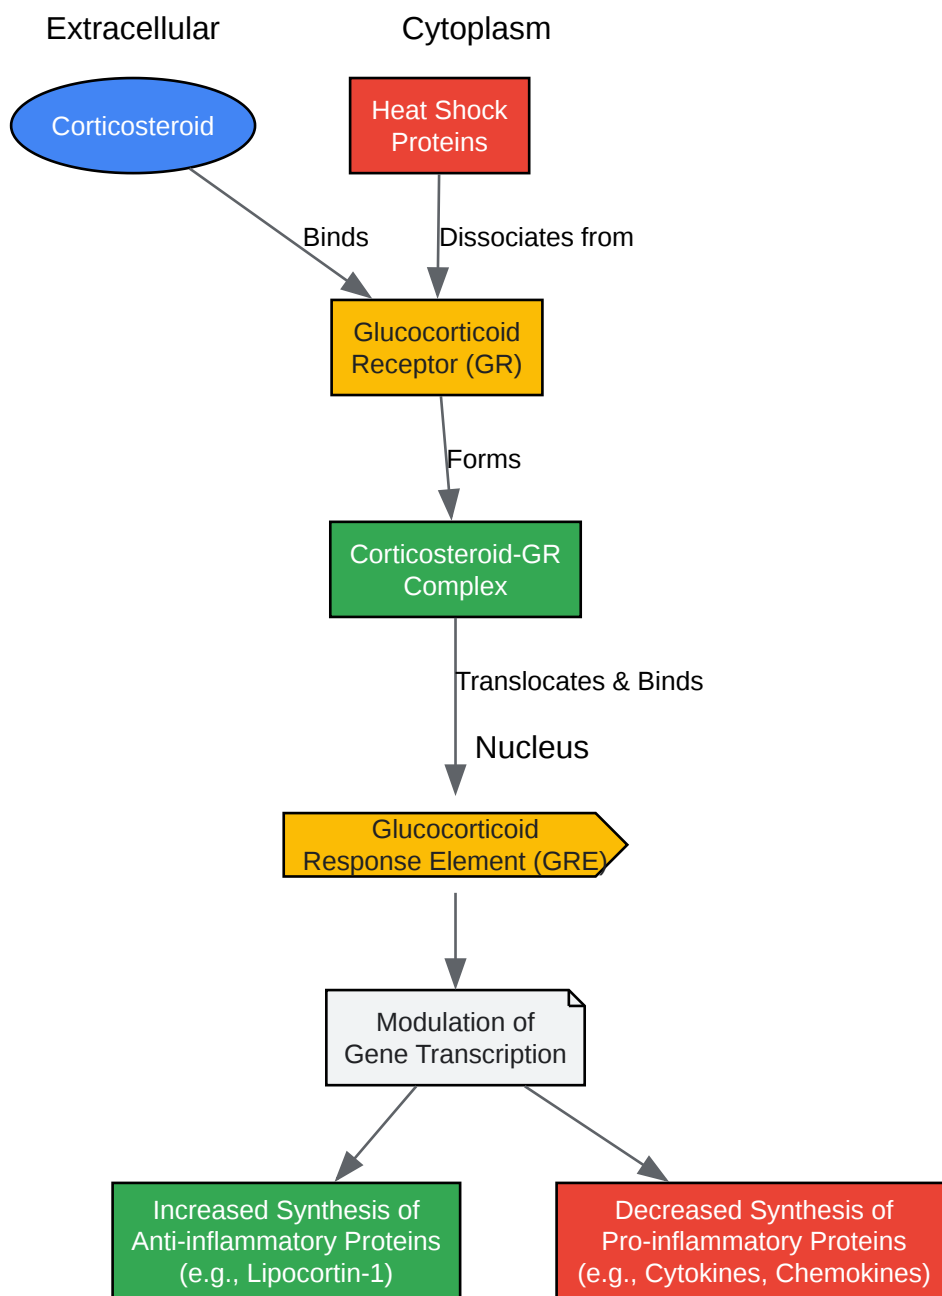 Extracellular
Cytoplasm
Corticosteroid
Heat Shock
Proteins
Binds
Dissociates from
Glucocorticoid
Receptor (GR)
Forms
Corticosteroid-GR
Complex
Translocates & Binds
Nucleus
Glucocorticoid
Response Element (GRE)
Modulation of
Gene Transcription
Increased Synthesis of
Anti-inflammatory Proteins
(e.g., Lipocortin-1)
Decreased Synthesis of
Pro-inflammatory Proteins
(e.g., Cytokines, Chemokines)